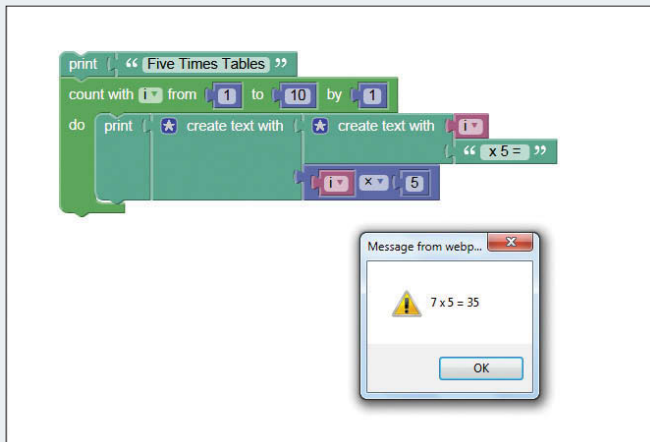 print “ Five Times Tables ”
count with i from 1 to 10 by 1
do print create text with create text with i
“ x 5 = ”
i x 5
Message from webp... X
7 x 5 = 35
OK